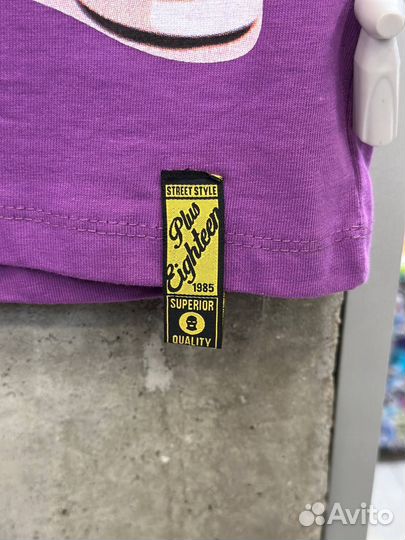 STREET STYLE
Plus
Eighteen
1985
SUPERIOR
QUALITY
Avito